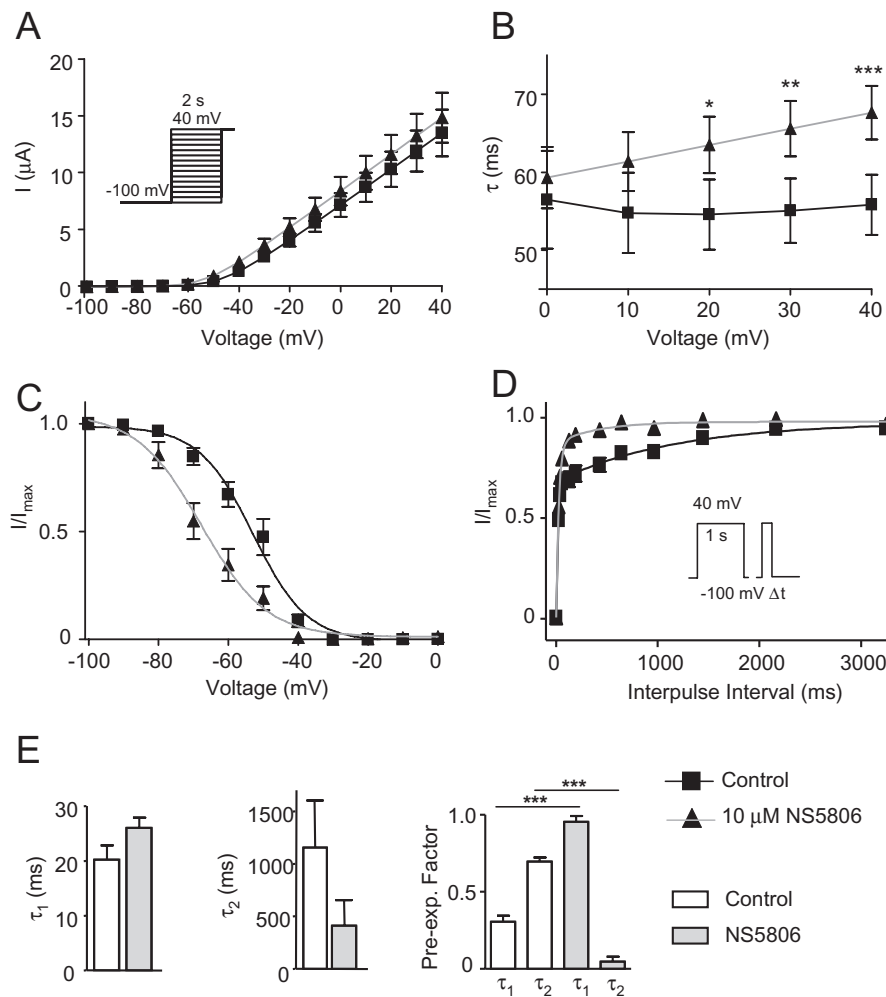 A
20
15
10
5
0
I (μA)
2 s
40 mV
-100 mV
-100 -80 -60 -40 -20 0 20 40
Voltage (mV)
B
70
60
50
τ (ms)
* ** ***
0 10 20 30 40
Voltage (mV)
C
1.0
0.5
0
I/Imax
-100 -80 -60 -40 -20 0
Voltage (mV)
D
1.0
0.5
0
I/Imax
40 mV
1 s
-100 mV Δt
0 1000 2000 3000
Interpulse Interval (ms)
E
30
20
10
0
τ1 (ms)
1500
1000
500
0
τ2 (ms)
***
***
1.0
0.5
0
Pre-exp. Factor
τ1 τ2 τ1 τ2
Control
10 μM NS5806
Control
NS5806